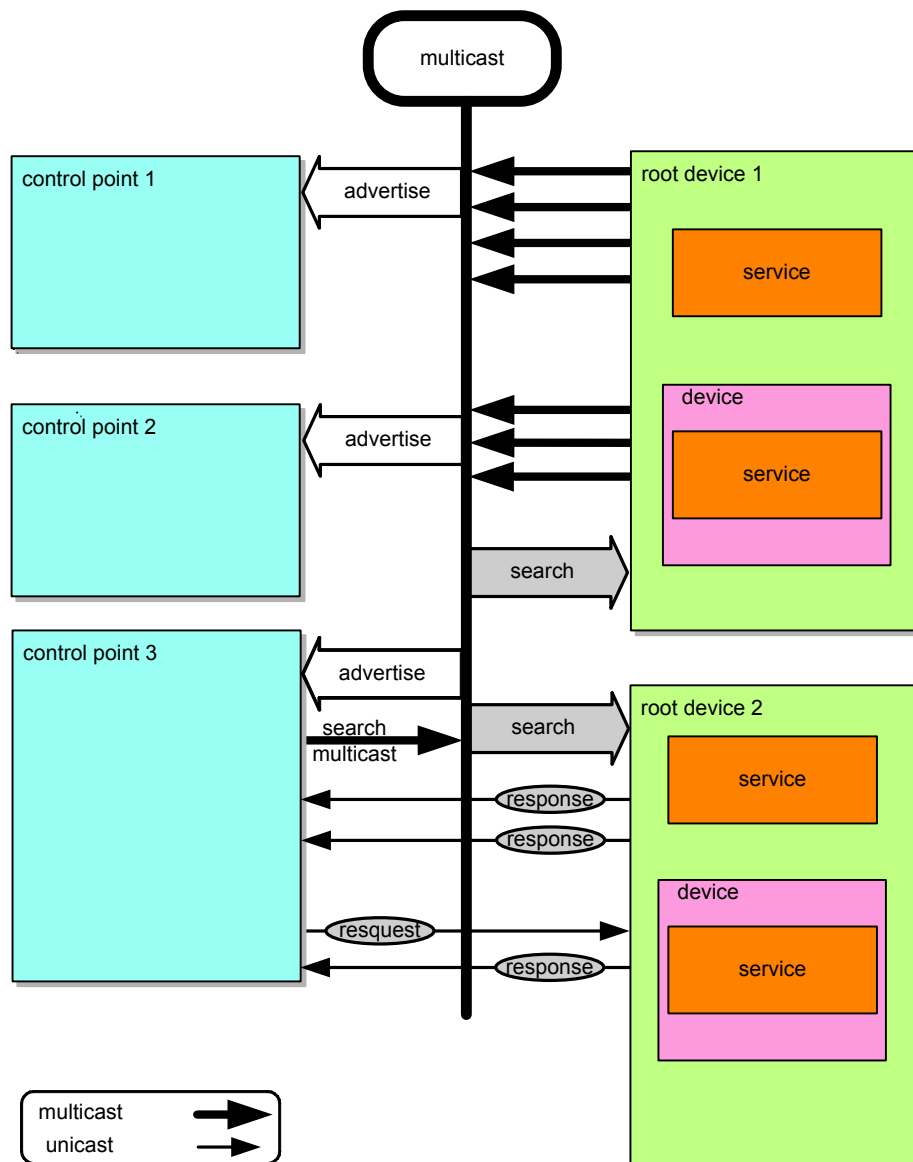 multicast
control point 1
advertise
root device 1
service
control point 2
advertise
device
service
search
control point 3
advertise
search
multicast
search
root device 2
service
response
response
device
resquest
service
response
multicast
unicast